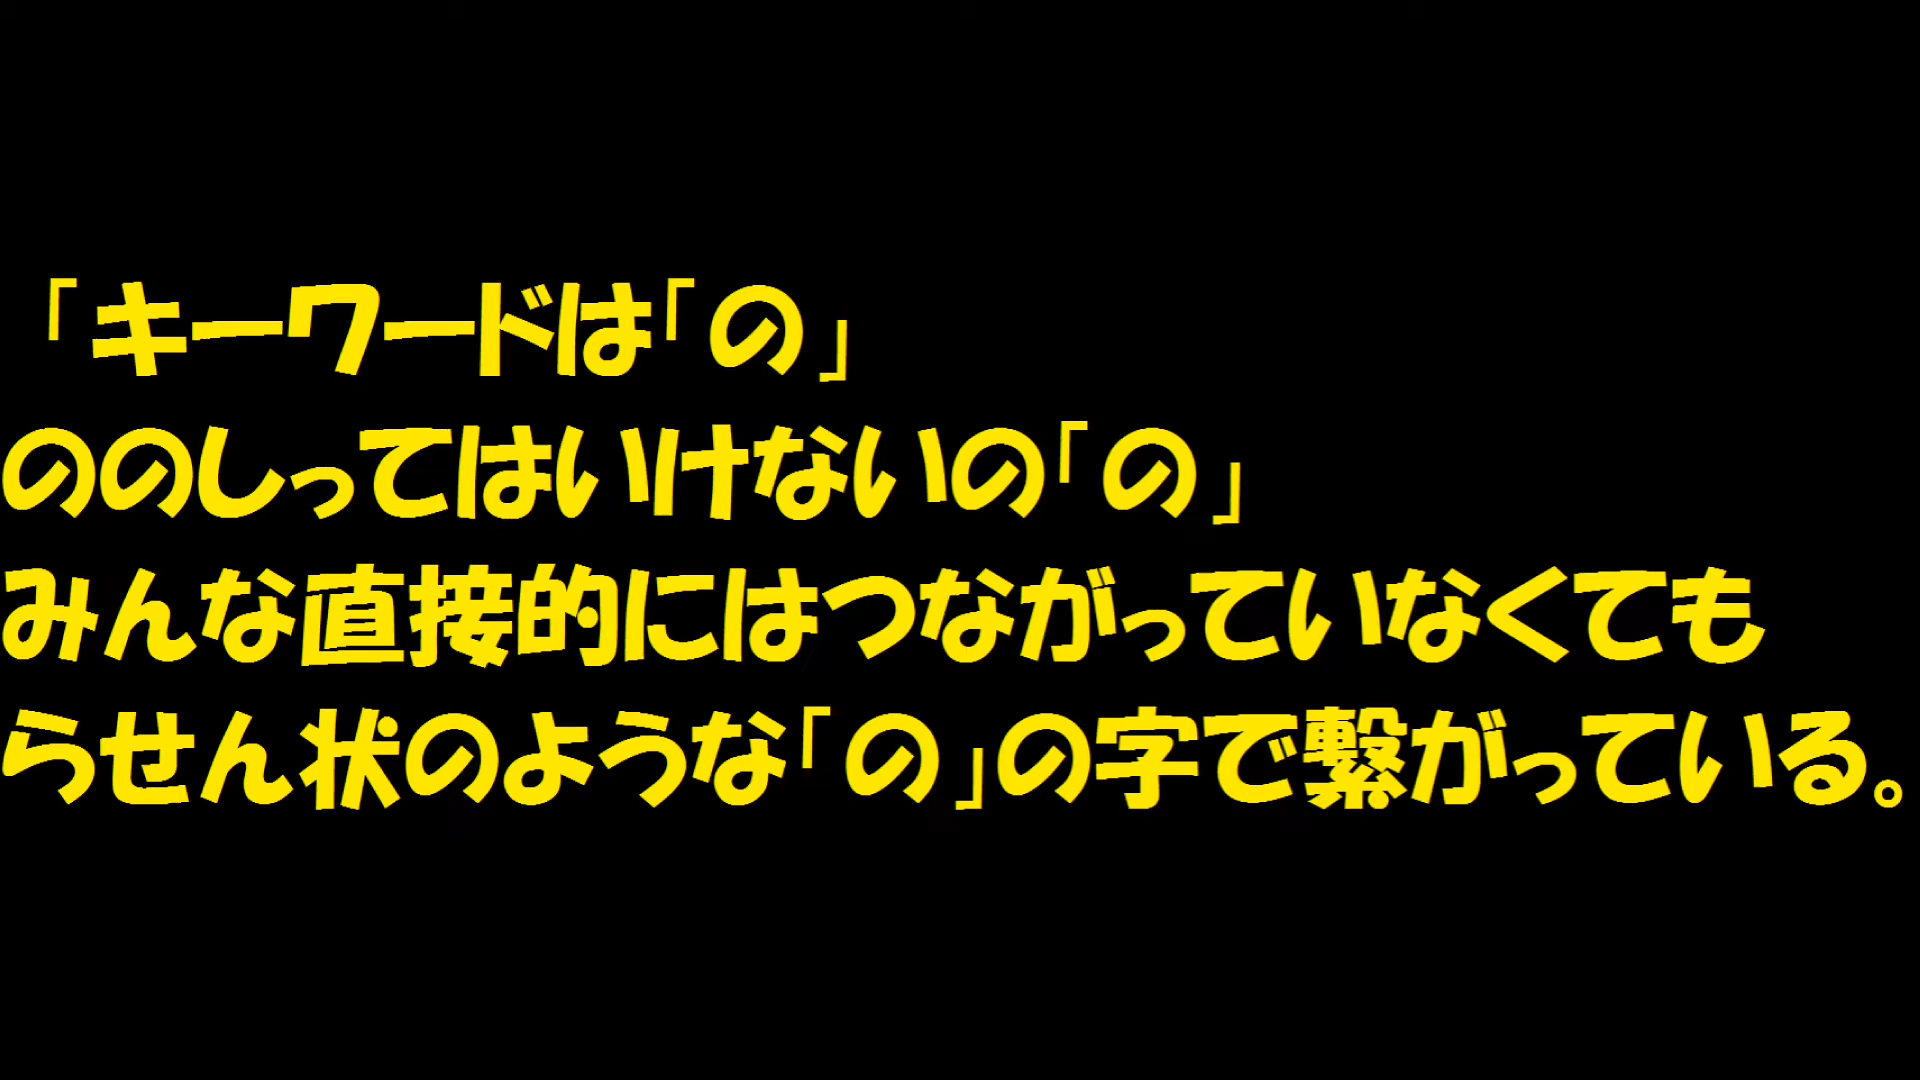 「キーワードは「の」
ののしってはいけないの「の」
みんな直接的にはつながっていなくても
らせん状のような「の」の字で繋がっている。